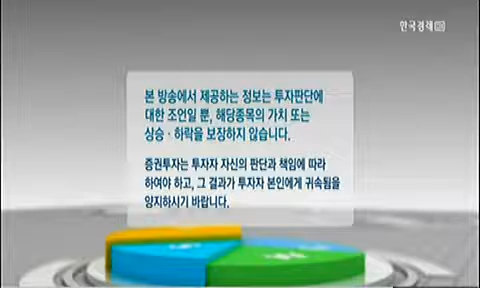 한국경제 HD
본 방송에서 제공하는 정보는 투자판단에
대한 조언일 뿐, 해당종목의 가치 또는
상승·하락을 보장하지 않습니다.
증권투자는 투자자 자신의 판단과 책임에 따라
하여야 하고, 그 결과가 투자자 본인에게 귀속됨을
양지하시기 바랍니다.